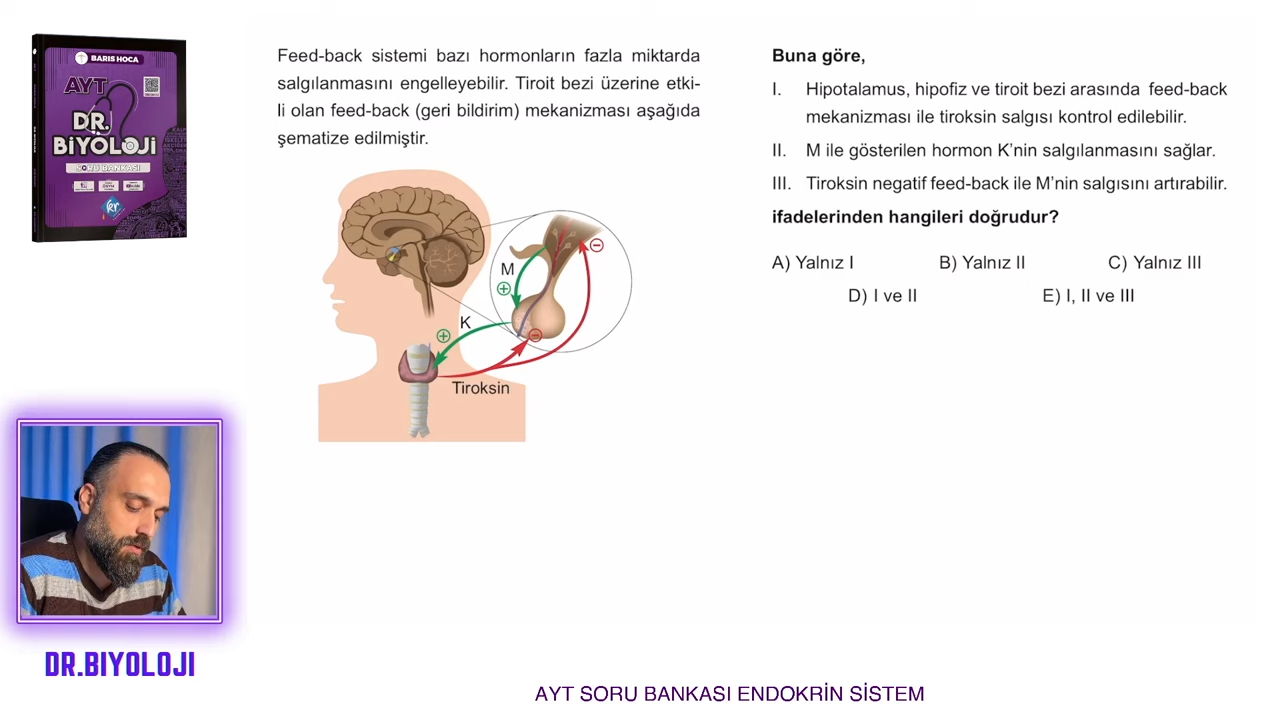 BARIS HOCA
AYT
DR.
BİYOLOJİ
SORU BANKASI
Feed-back sistemi bazı hormonların fazla miktarda
salgılanmasını engelleyebilir. Tiroit bezi üzerine etki-
li olan feed-back (geri bildirim) mekanizması aşağıda
şematize edilmiştir.
M
K
Tiroksin
Buna göre,
I. Hipotalamus, hipofiz ve tiroit bezi arasında feed-back
mekanizması ile tiroksin salgısı kontrol edilebilir.
II. M ile gösterilen hormon K'nin salgılanmasını sağlar.
III. Tiroksin negatif feed-back ile M'nin salgısını artırabilir.
ifadelerinden hangileri doğrudur?
A) Yalnız I B) Yalnız II C) Yalnız III
D) I ve II E) I, II ve III
DR.BIYOLOJI
AYT SORU BANKASI ENDOKRİN SİSTEM